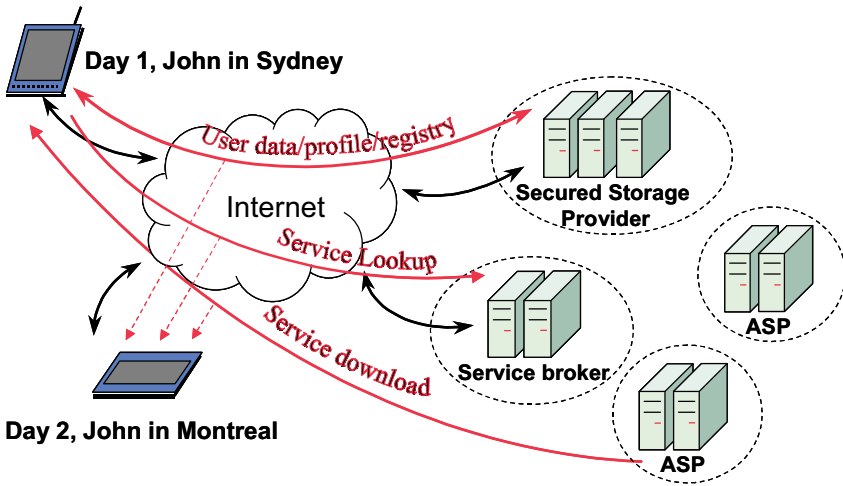 Day 1, John in Sydney
User data/profile/registry
Secured Storage
Provider
Internet
Service Lookup
ASP
Service download
Service broker
Day 2, John in Montreal
ASP